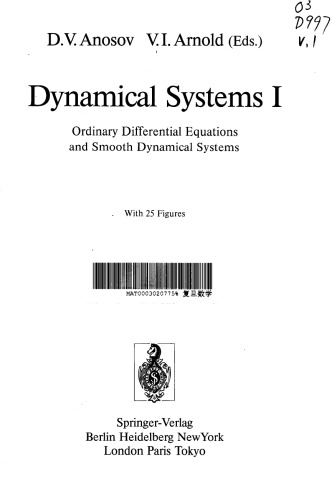 O3
D997
V.1
D.V. Anosov V.I. Arnold (Eds.)
Dynamical Systems I
Ordinary Differential Equations
and Smooth Dynamical Systems
With 25 Figures
MAT0003020775% 复旦数学
Springer-Verlag
Berlin Heidelberg NewYork
London Paris Tokyo